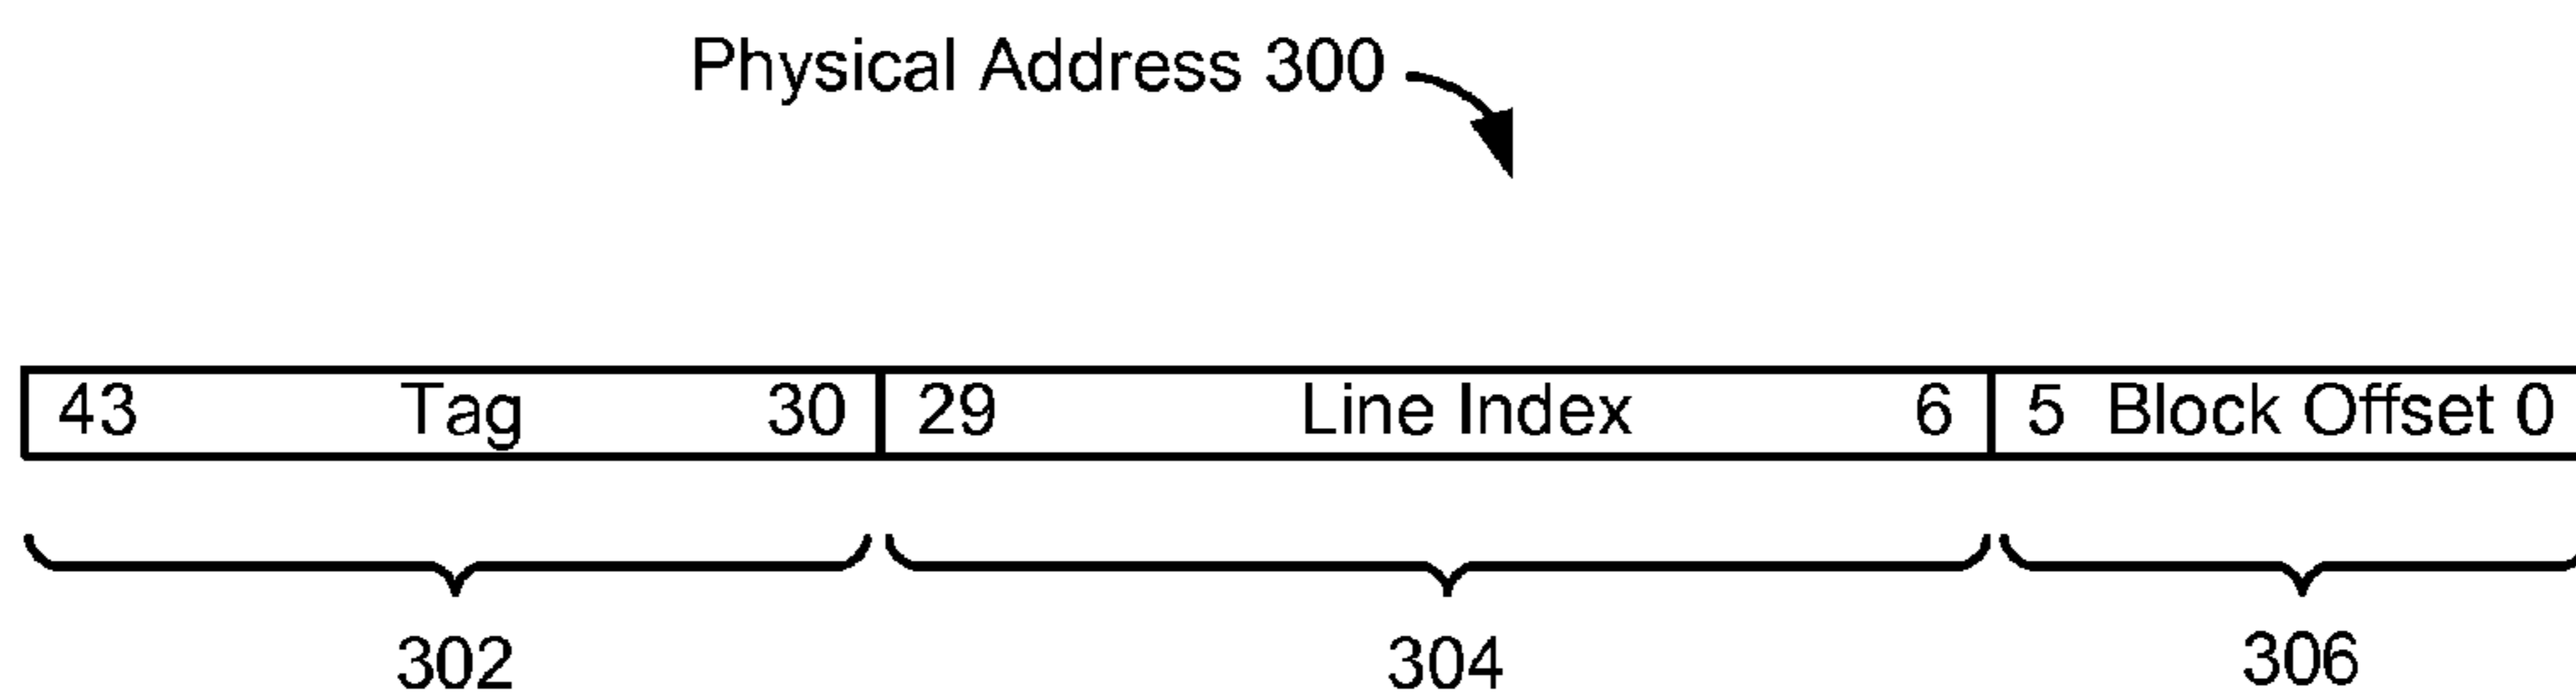 Physical Address 300
43 Tag 30 29 Line Index 6 5 Block Offset 0
302 304 306